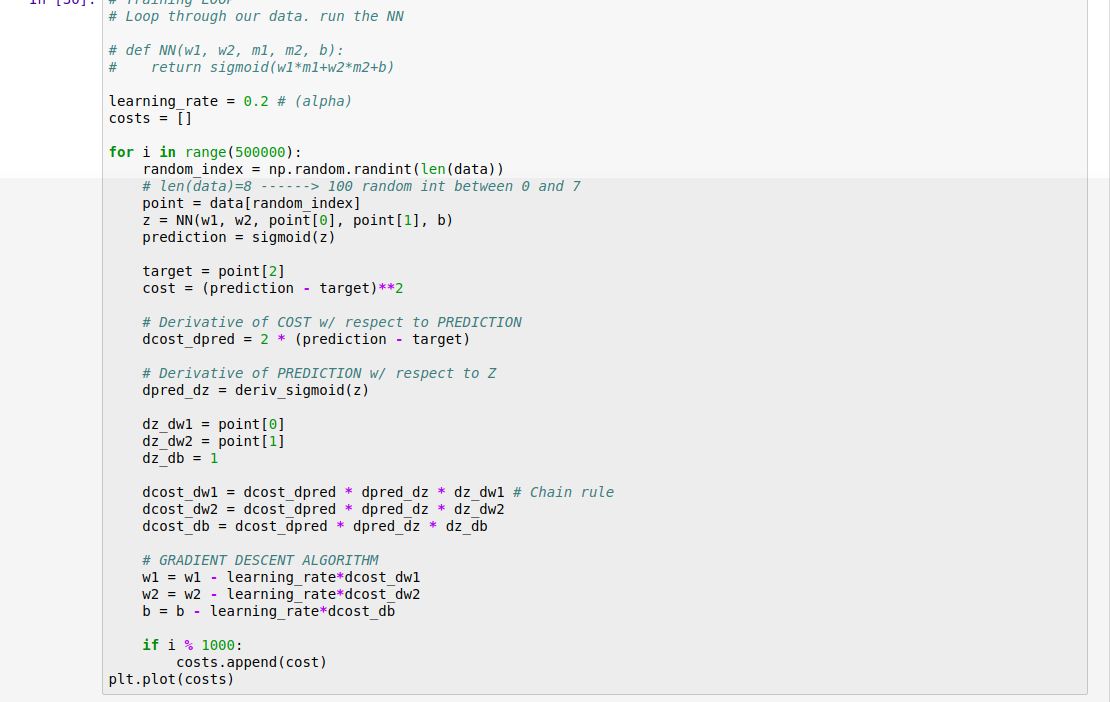 In [30]: # Training LOOP
# Loop through our data. run the NN
# def NN(w1, w2, m1, m2, b):
#    return sigmoid(w1*m1+w2*m2+b)
learning_rate = 0.2 # (alpha)
costs = []
for i in range(500000):
    random_index = np.random.randint(len(data))
    # len(data)=8 ------> 100 random int between 0 and 7
    point = data[random_index]
    z = NN(w1, w2, point[0], point[1], b)
    prediction = sigmoid(z)
    target = point[2]
    cost = (prediction - target)**2
    # Derivative of COST w/ respect to PREDICTION
    dcost_dpred = 2 * (prediction - target)
    # Derivative of PREDICTION w/ respect to Z
    dpred_dz = deriv_sigmoid(z)
    dz_dw1 = point[0]
    dz_dw2 = point[1]
    dz_db = 1
    dcost_dw1 = dcost_dpred * dpred_dz * dz_dw1 # Chain rule
    dcost_dw2 = dcost_dpred * dpred_dz * dz_dw2
    dcost_db = dcost_dpred * dpred_dz * dz_db
    # GRADIENT DESCENT ALGORITHM
    w1 = w1 - learning_rate*dcost_dw1
    w2 = w2 - learning_rate*dcost_dw2
    b = b - learning_rate*dcost_db
    if i % 1000:
        costs.append(cost)
plt.plot(costs)